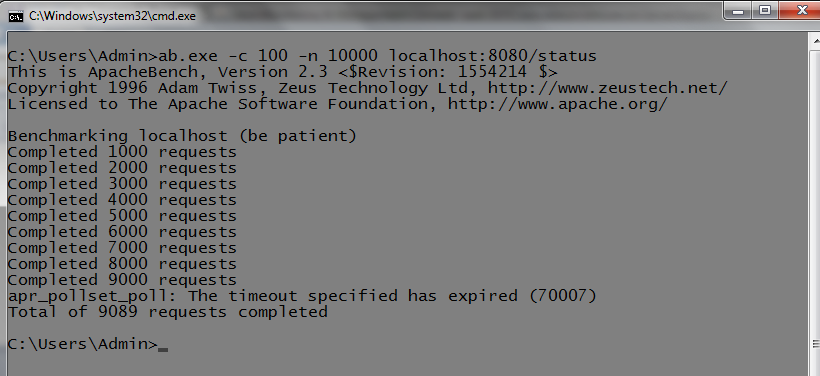 C:\Windows\system32\cmd.exe
C:\Users\Admin>ab.exe -c 100 -n 10000 localhost:8080/status
This is ApacheBench, Version 2.3 <$Revision: 1554214 $>
Copyright 1996 Adam Twiss, Zeus Technology Ltd, http://www.zeustech.net/
Licensed to The Apache Software Foundation, http://www.apache.org/
Benchmarking localhost (be patient)
Completed 1000 requests
Completed 2000 requests
Completed 3000 requests
Completed 4000 requests
Completed 5000 requests
Completed 6000 requests
Completed 7000 requests
Completed 8000 requests
Completed 9000 requests
apr_pollset_poll: The timeout specified has expired (70007)
Total of 9089 requests completed
C:\Users\Admin>_